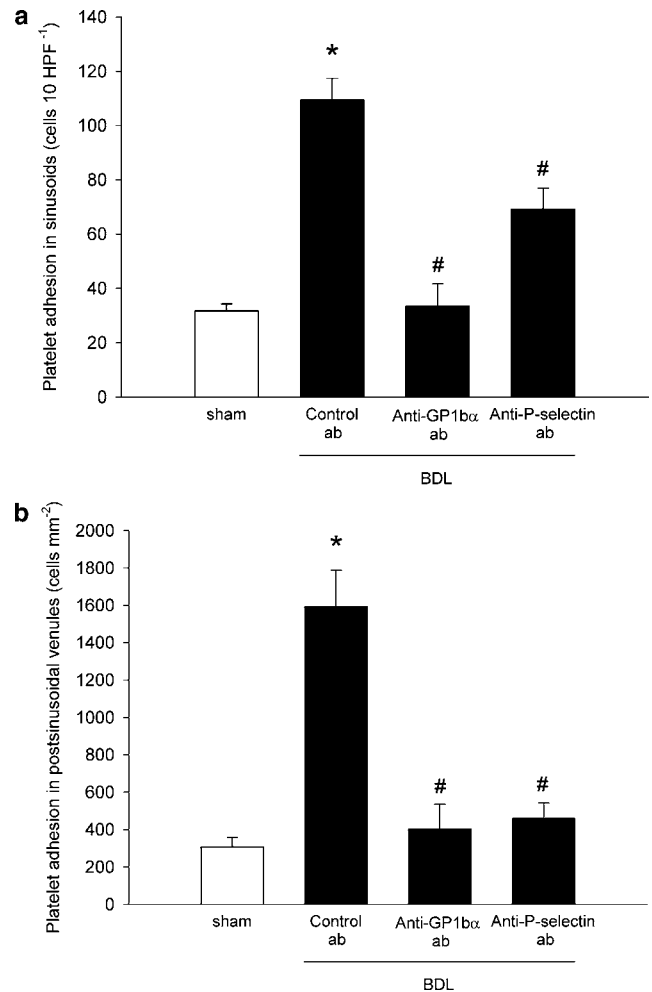 a
Platelet adhesion in sinusoids (cells 10 HPF⁻¹)
140
120
100
80
60
40
20
0
*
#
#
sham
Control ab
Anti-GP1bα ab
Anti-P-selectin ab
BDL
b
Platelet adhesion in postsinusoidal venules (cells mm⁻²)
2000
1800
1600
1400
1200
1000
800
600
400
200
0
*
#
#
sham
Control ab
Anti-GP1bα ab
Anti-P-selectin ab
BDL